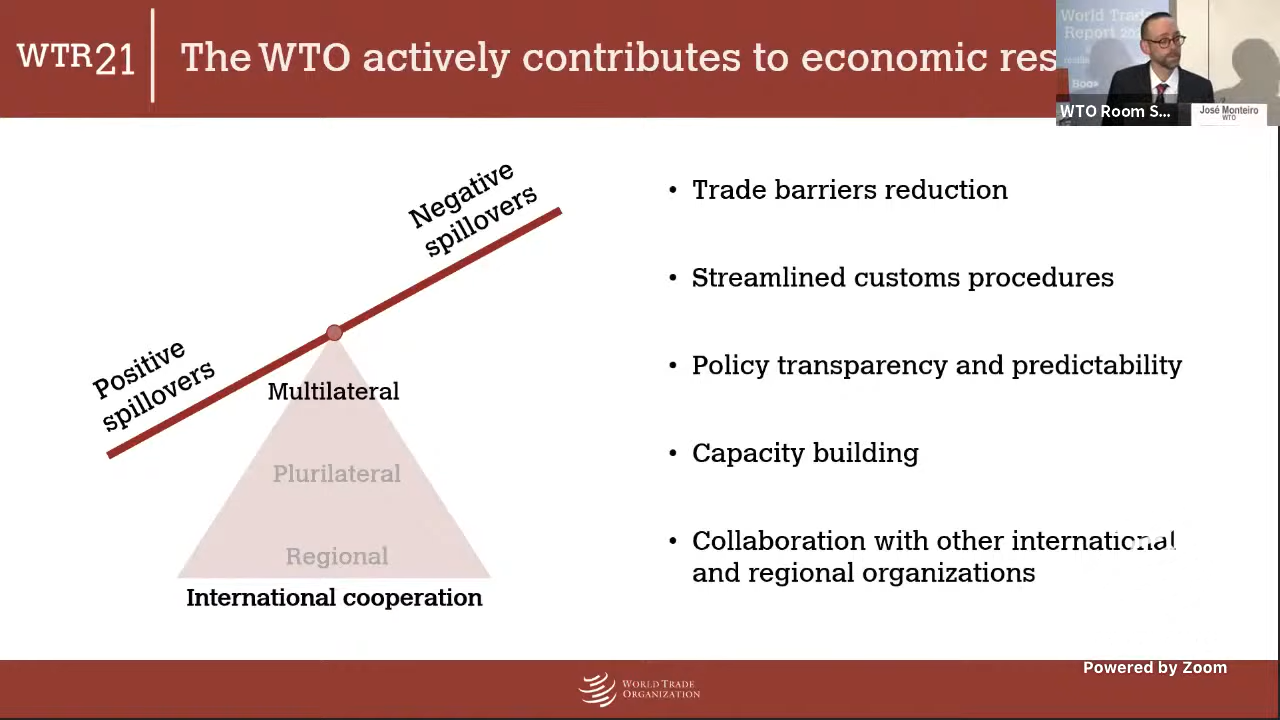 WTR21
The WTO actively contributes to economic res
World Trade
Report 20
WTO Room S...
José Monteiro
WTO
Negative
spillovers
Positive
spillovers
Multilateral
Plurilateral
Regional
International cooperation
• Trade barriers reduction
• Streamlined customs procedures
• Policy transparency and predictability
• Capacity building
• Collaboration with other international
and regional organizations
Powered by Zoom
WORLD TRADE
ORGANIZATION